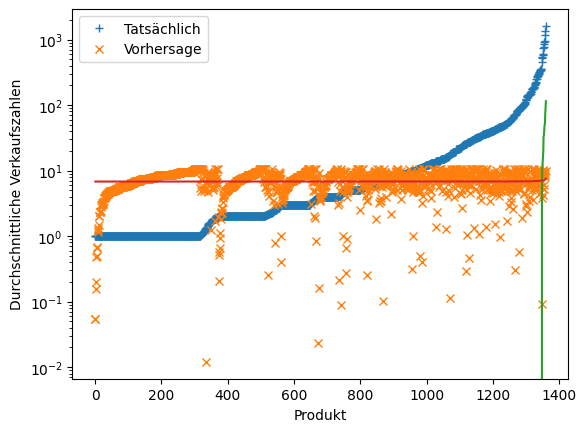 Tatsächlich
Vorhersage
Durchschnittliche Verkaufszahlen
10³
10²
10¹
10⁰
10⁻¹
10⁻²
0 200 400 600 800 1000 1200 1400
Produkt